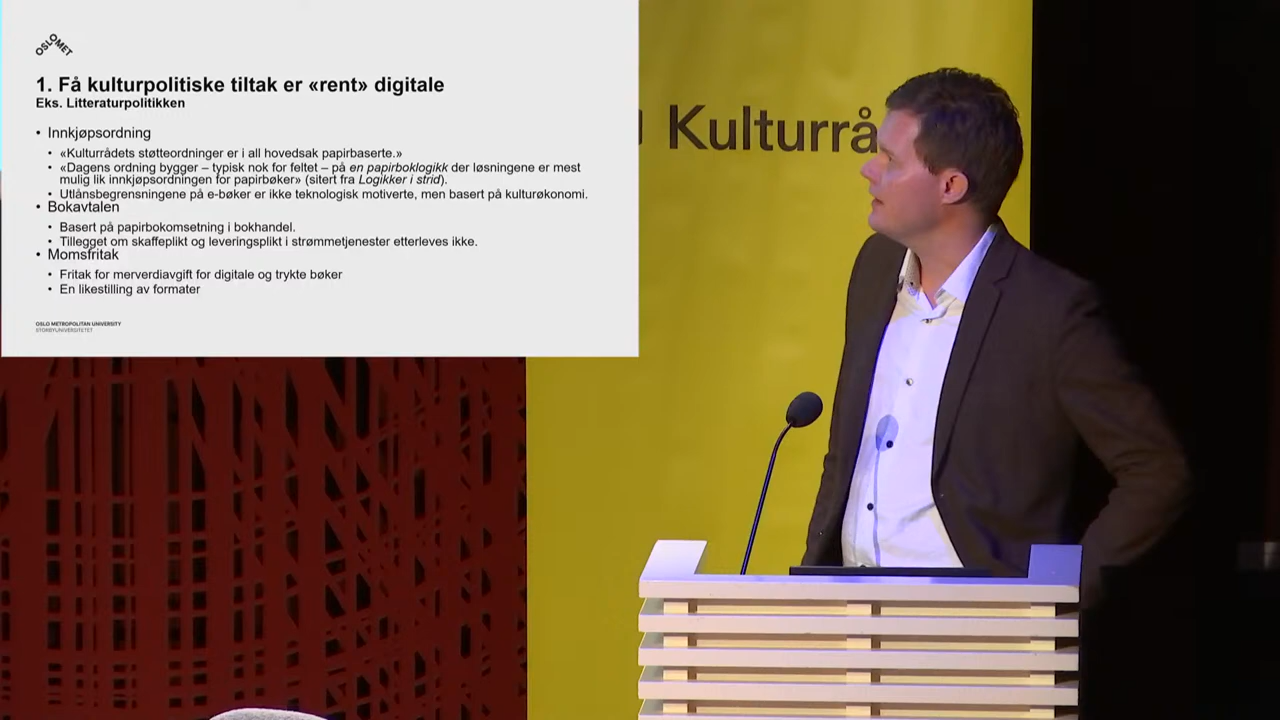 OSLOMET
1. Få kulturpolitiske tiltak er «rent» digitale
Eks. Litteraturpolitikken
• Innkjøpsordning
• «Kulturrådets støtteordninger er i all hovedsak papirbaserte.»
• «Dagens ordning bygger – typisk nok for feltet – på en papirboklogikk der løsningene er mest
mulig lik innkjøpsordningen for papirbøker» (sitert fra Logikker i strid).
• Utlånsbegrensningene på e-bøker er ikke teknologisk motiverte, men basert på kulturøkonomi.
• Bokavtalen
• Basert på papirbokomsetning i bokhandel.
• Tillegget om skaffeplikt og leveringsplikt i strømmetjenester etterleves ikke.
• Momsfritak
• Fritak for merverdiavgift for digitale og trykte bøker
• En likestilling av formater
OSLO METROPOLITAN UNIVERSITY
STORBYUNIVERSITETET
Kulturrå